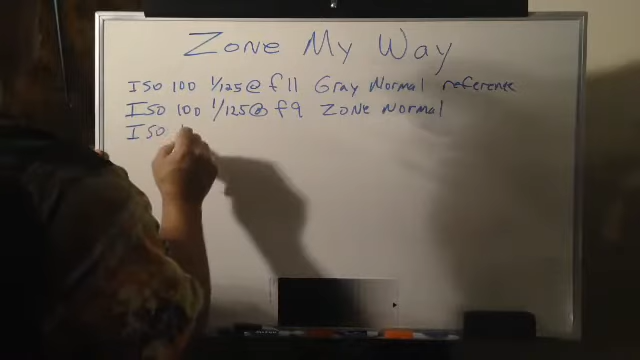 Zone My Way
ISO 100 1/125@ f11 Gray Normal reference
ISO 100 1/125@ f9 Zone Normal
ISO